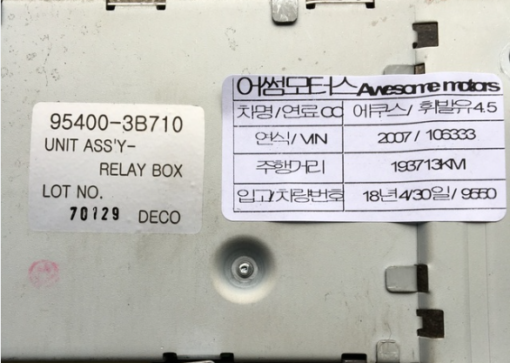 95400-3B710
UNIT ASS'Y-
RELAY BOX
LOT NO.
70129 DECO
어썸모터스 Awesome motors
차명/연료CC 에쿠스/ 휘발유4.5
연식/VIN 2007 / 106333
주행거리 193713KM
입고/차량번호 18년4/30일/ 9550